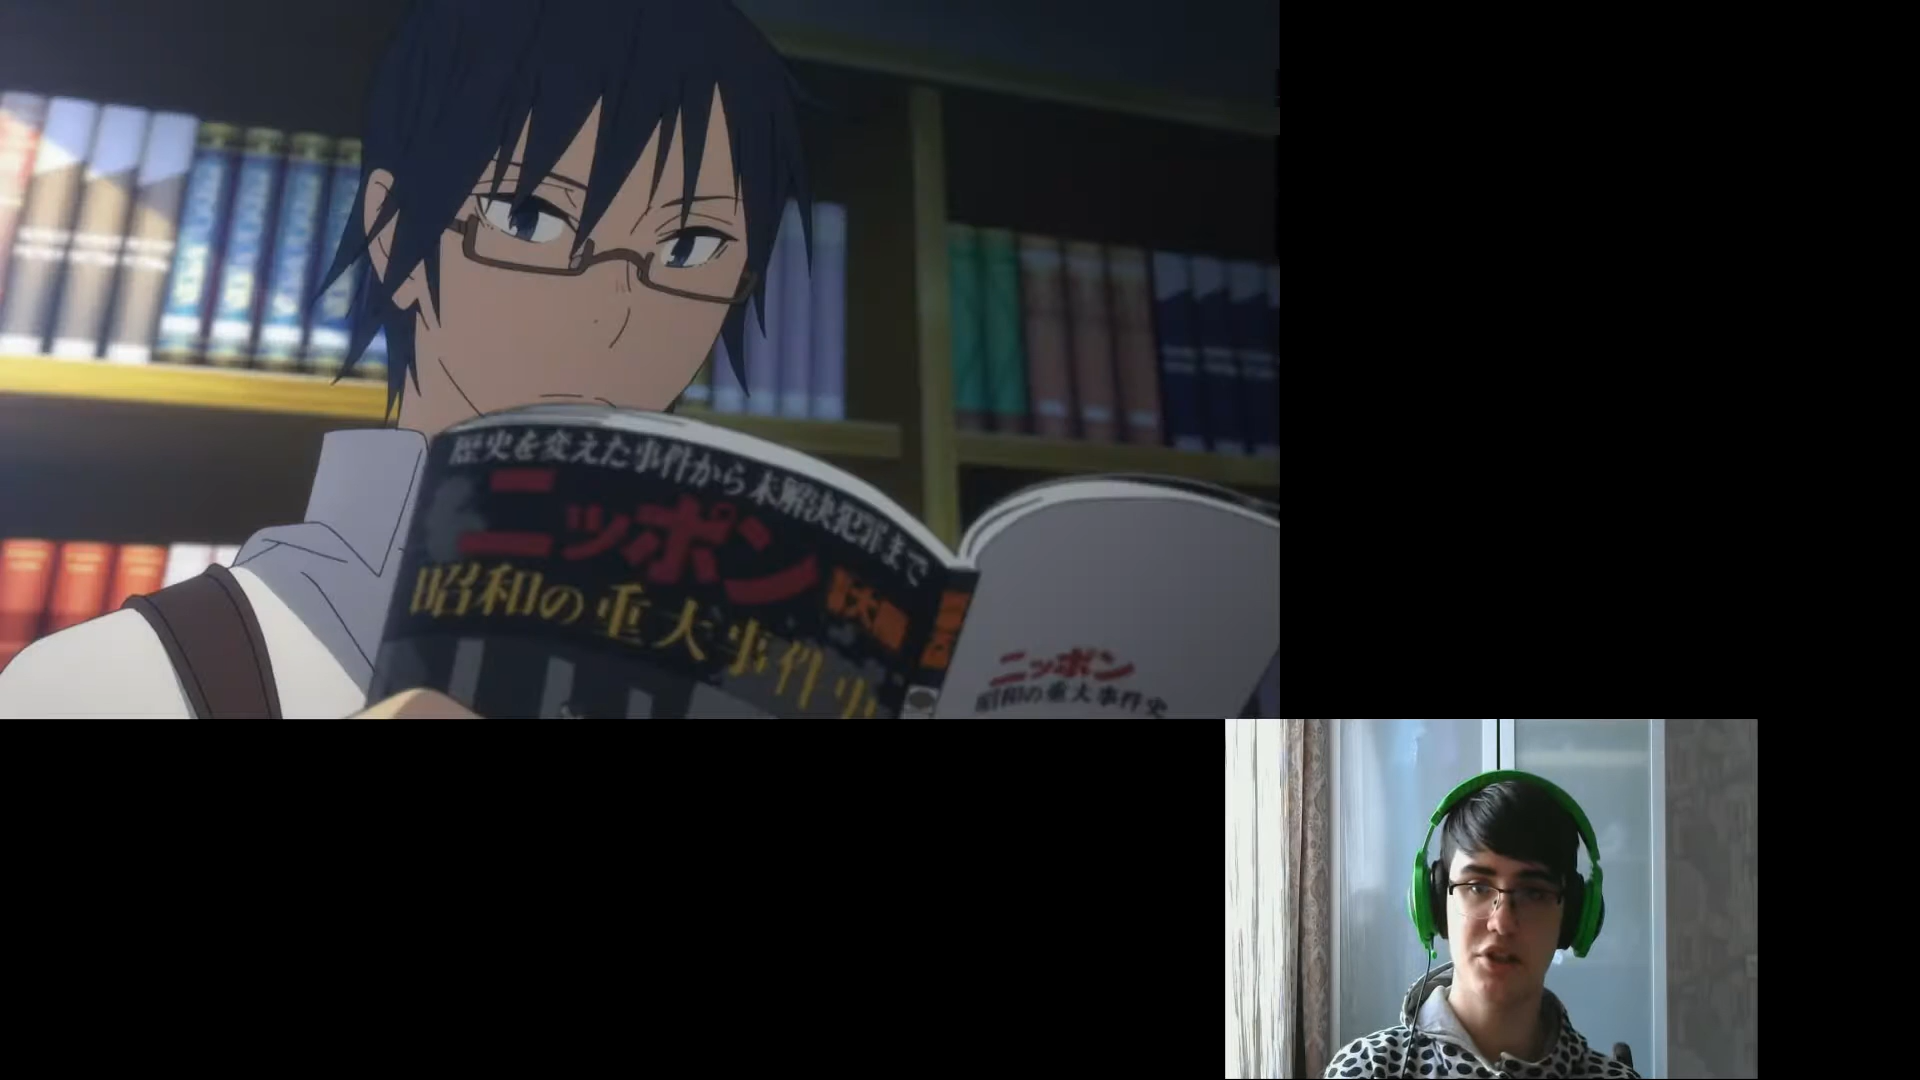 歴史を変えた事件から未解決犯罪まで
ニッポン
昭和の重大事件史
ニッポン
昭和の重大事件史